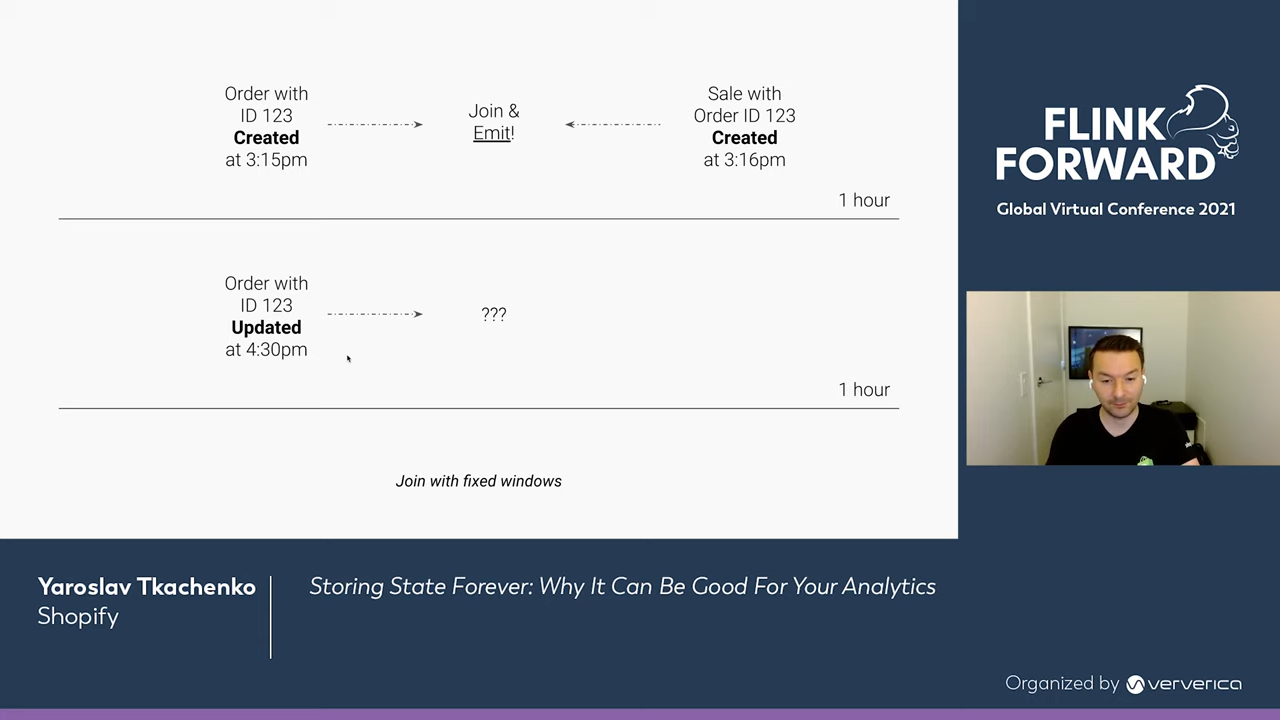 Order with
ID 123
Created
at 3:15pm
Join &
Emit!
Sale with
Order ID 123
Created
at 3:16pm
1 hour
Order with
ID 123
Updated
at 4:30pm
???
1 hour
Join with fixed windows
FLINK
FORWARD
Global Virtual Conference 2021
Yaroslav Tkachenko
Shopify
Storing State Forever: Why It Can Be Good For Your Analytics
Organized by ververica